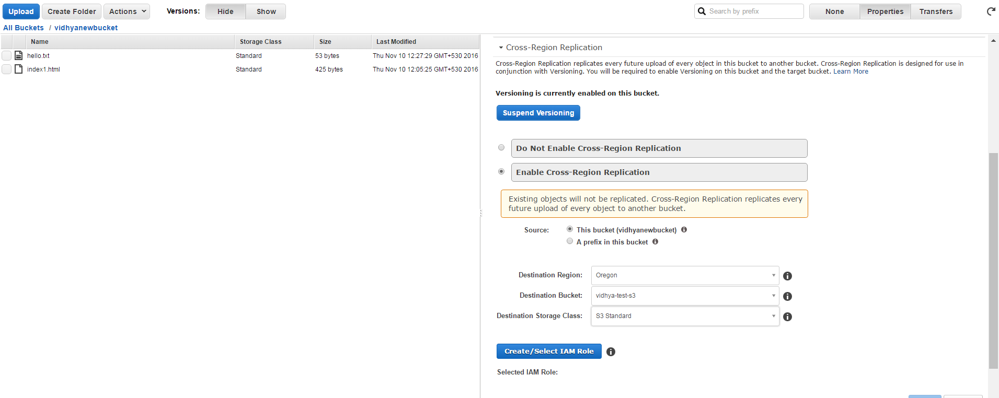 Upload Create Folder Actions Versions: Hide Show Search by prefix None Properties Transfers
All Buckets / vidhyanewbucket
Name Storage Class Size Last Modified
hello.txt Standard 53 bytes Thu Nov 10 12:27:29 GMT+530 2016
index1.html Standard 425 bytes Thu Nov 10 12:05:25 GMT+530 2016
Cross-Region Replication
Cross-Region Replication replicates every future upload of every object in this bucket to another bucket. Cross-Region Replication is designed for use in
conjunction with Versioning. You will be required to enable Versioning on this bucket and the target bucket. Learn More
Versioning is currently enabled on this bucket.
Suspend Versioning
Do Not Enable Cross-Region Replication
Enable Cross-Region Replication
Existing objects will not be replicated. Cross-Region Replication replicates every
future upload of every object to another bucket.
Source: This bucket (vidhyanewbucket)
A prefix in this bucket
Destination Region: Oregon
Destination Bucket: vidhya-test-s3
Destination Storage Class: S3 Standard
Create/Select IAM Role
Selected IAM Role: